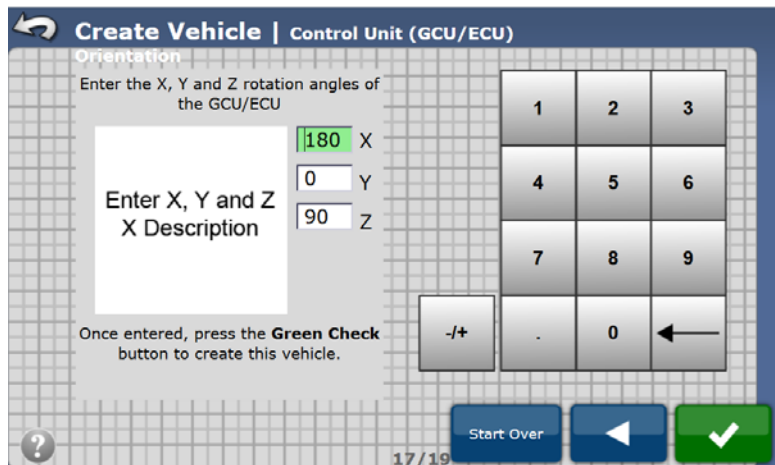 Create Vehicle | Control Unit (GCU/ECU)
Orientation
Enter the X, Y and Z rotation angles of
the GCU/ECU
180 X
0 Y
90 Z
Enter X, Y and Z
X Description
Once entered, press the Green Check
button to create this vehicle.
1 2 3
4 5 6
7 8 9
-/+ . 0
Start Over
?
17/19